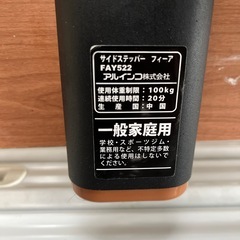 サイドステッパー フィーア
FAY522
アルインコ株式会社
使用体重制限：100kg
連続使用時間：20分
生産国：中国
一般家庭用
学校・スポーツジム・
業務用など、不特定多数
による使用はしないで
ください。